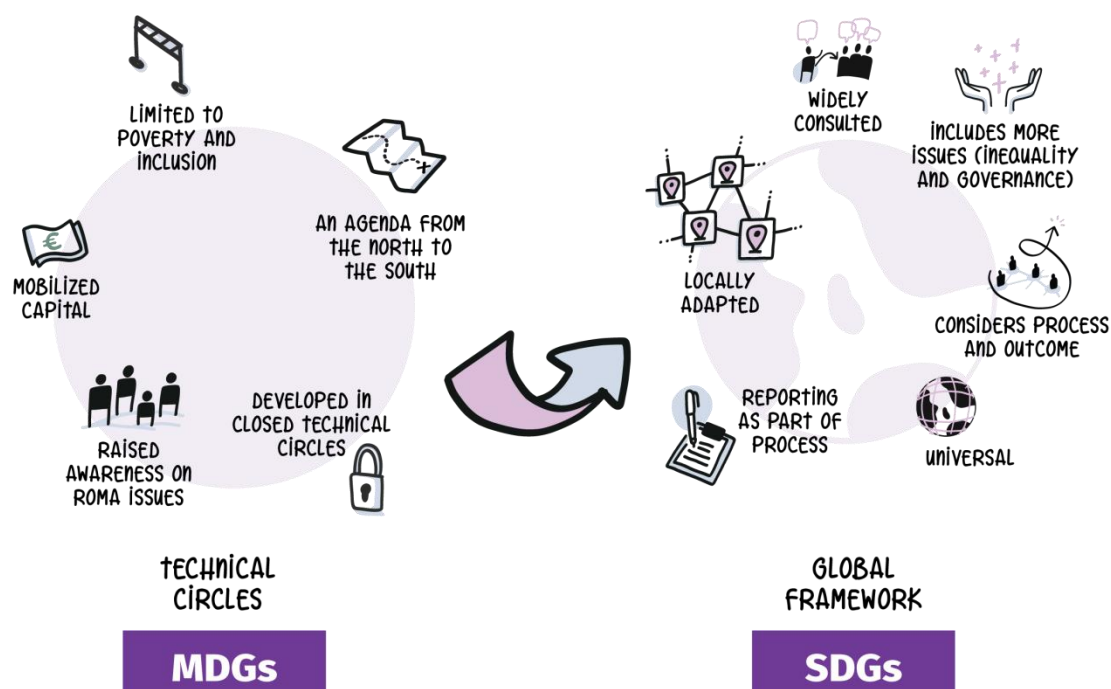 LIMITED TO
POVERTY AND
INCLUSION
AN AGENDA FROM
THE NORTH TO
THE SOUTH
€
MOBILIZED
CAPITAL
RAISED
AWARENESS ON
ROMA ISSUES
DEVELOPED IN
CLOSED TECHNICAL
CIRCLES
TECHNICAL
CIRCLES
MDGs
WIDELY
CONSULTED
INCLUDES MORE
ISSUES (INEQUALITY
AND GOVERNANCE)
LOCALLY
ADAPTED
CONSIDERS PROCESS
AND OUTCOME
REPORTING
AS PART OF
PROCESS
UNIVERSAL
GLOBAL
FRAMEWORK
SDGs